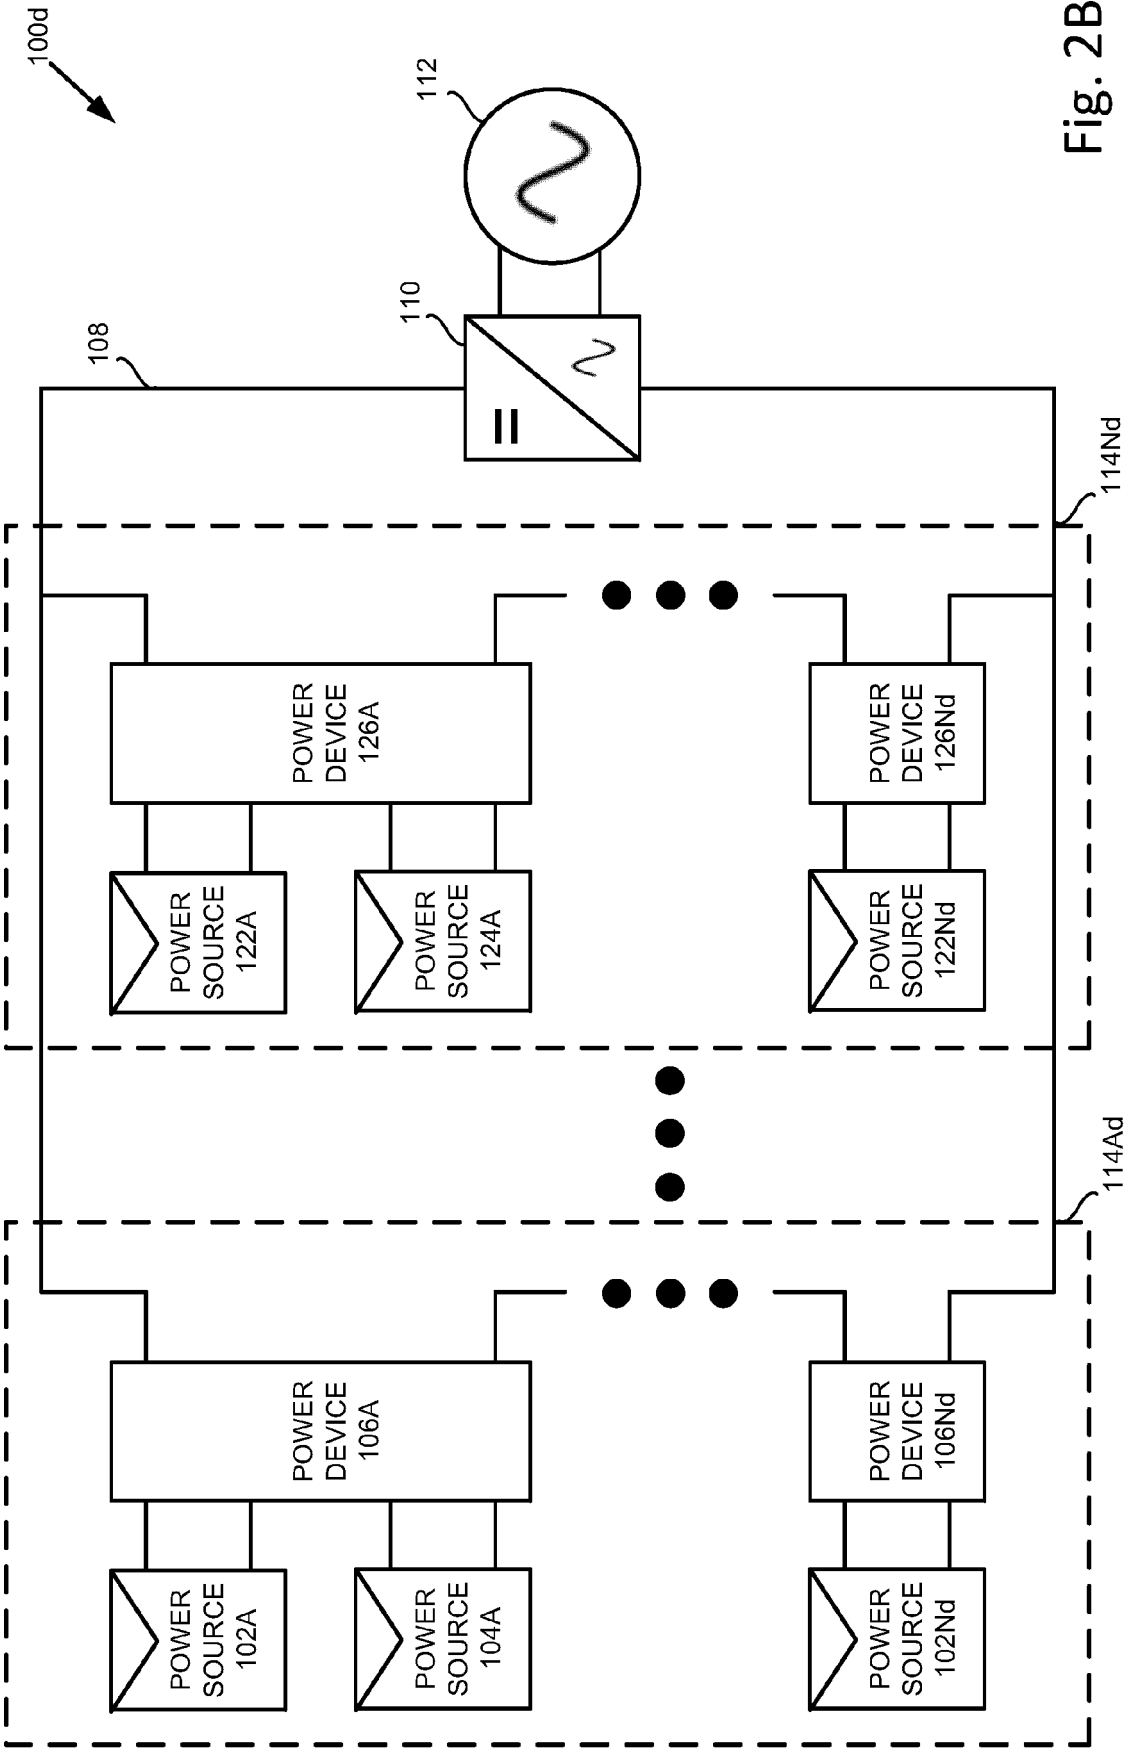 100d
112
110
108
114Nd
114Ad
POWER
DEVICE
126A
POWER
DEVICE
126Nd
POWER
SOURCE
122A
POWER
SOURCE
124A
POWER
SOURCE
122Nd
POWER
DEVICE
106A
POWER
DEVICE
106Nd
POWER
SOURCE
102A
POWER
SOURCE
104A
POWER
SOURCE
102Nd
Fig. 2B